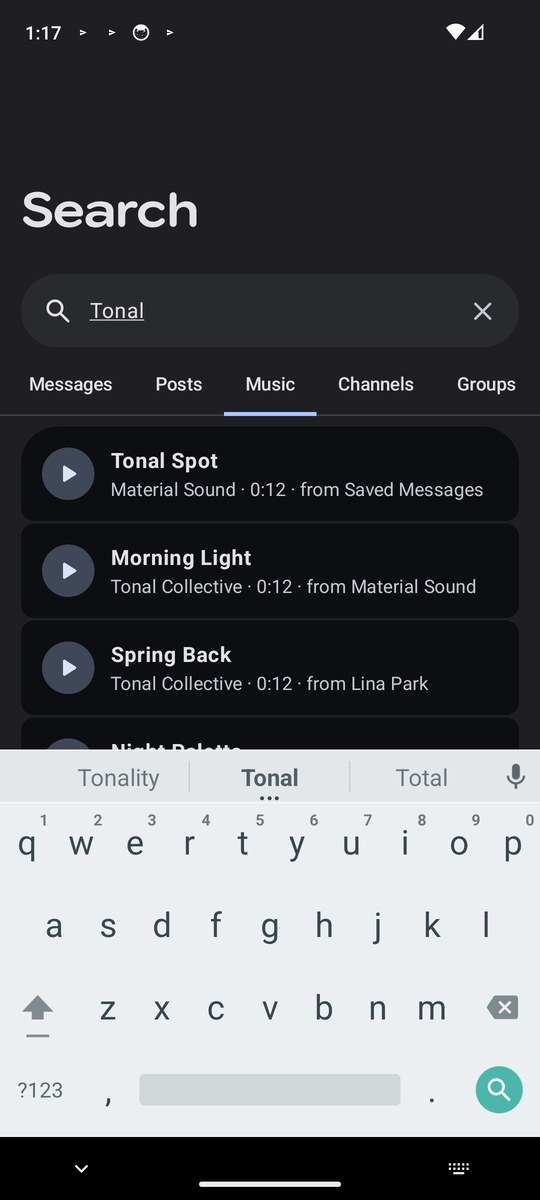 1:17
Search
Tonal
Messages Posts Music Channels Groups
Tonal Spot
Material Sound · 0:12 · from Saved Messages
Morning Light
Tonal Collective · 0:12 · from Material Sound
Spring Back
Tonal Collective · 0:12 · from Lina Park
Night Palette
Tonality Tonal Total
1 2 3 4 5 6 7 8 9 0
q w e r t y u i o p
a s d f g h j k l
z x c v b n m
?123 , .